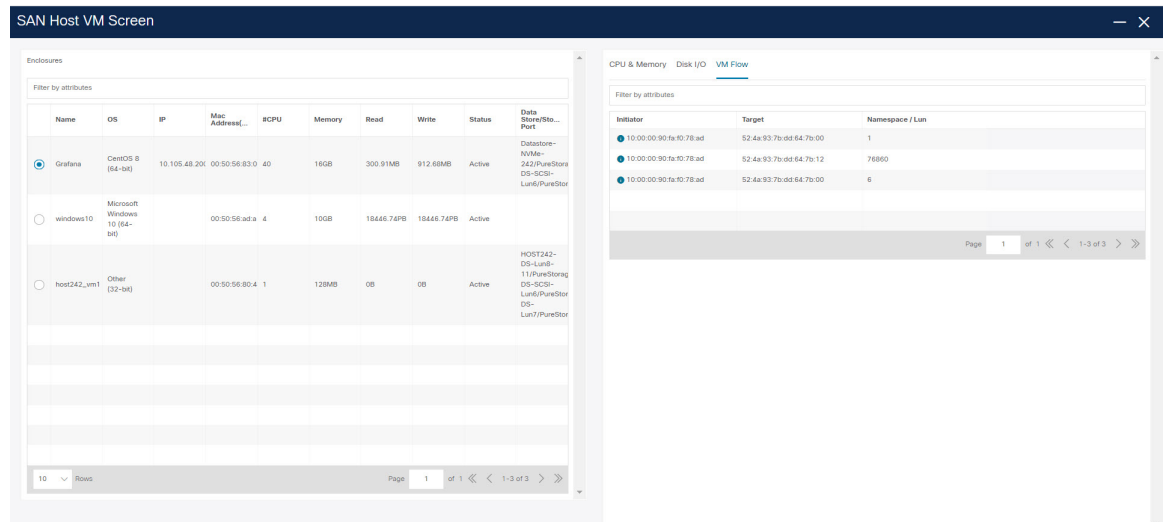 SAN Host VM Screen
Enclosures
Filter by attributes
Name OS IP Mac Address(... #CPU Memory Read Write Status Data Store/Sto... Port
Grafana CentOS 8 (64-bit) 10.105.48.20( 00:50:56:83:0 40 16GB 300.91MB 912.68MB Active Datastore-NVMe-242/PureStora DS-SCSI-Lun6/PureStor
windows10 Microsoft Windows 10 (64-bit) 00:50:56:ad:a 4 10GB 18446.74PB 18446.74PB Active
host242_vm1 Other (32-bit) 00:50:56:80:4 1 128MB 0B 0B Active HOST242-DS-Lun8-11/PureStorag DS-SCSI-Lun6/PureStor DS-Lun7/PureStor
10 Rows Page 1 of 1 1-3 of 3
CPU & Memory Disk I/O VM Flow
Filter by attributes
Initiator Target Namespace / Lun
10:00:00:90:fa:f0:78:ad 52:4a:93:7b:dd:64:7b:00 1
10:00:00:90:fa:f0:78:ad 52:4a:93:7b:dd:64:7b:12 76860
10:00:00:90:fa:f0:78:ad 52:4a:93:7b:dd:64:7b:00 6
Page 1 of 1 1-3 of 3